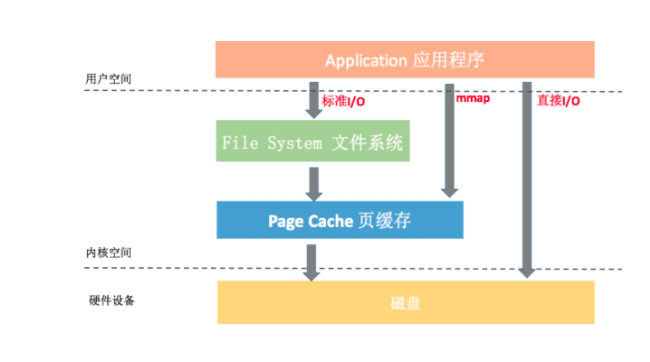 Application 应用程序
用户空间
标准I/O
mmap
直接I/O
File System 文件系统
Page Cache 页缓存
内核空间
硬件设备
磁盘